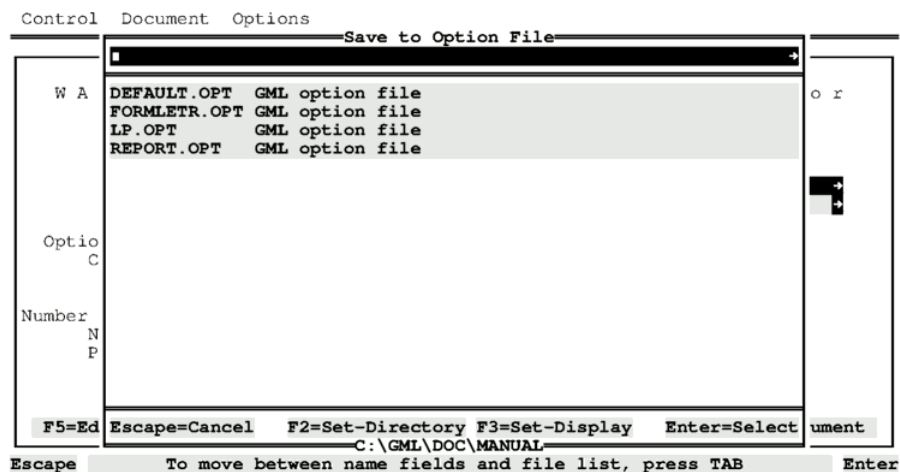 Control Document Options
Save to Option File
W A
DEFAULT.OPT GML option file
o r
FORMLETR.OPT GML option file
LP.OPT GML option file
REPORT.OPT GML option file
Optio
C
Number
N
P
F5=Ed Escape=Cancel F2=Set-Directory F3=Set-Display Enter=Select ument
C:\GML\DOC\MANUAL
Escape To move between name fields and file list, press TAB Enter